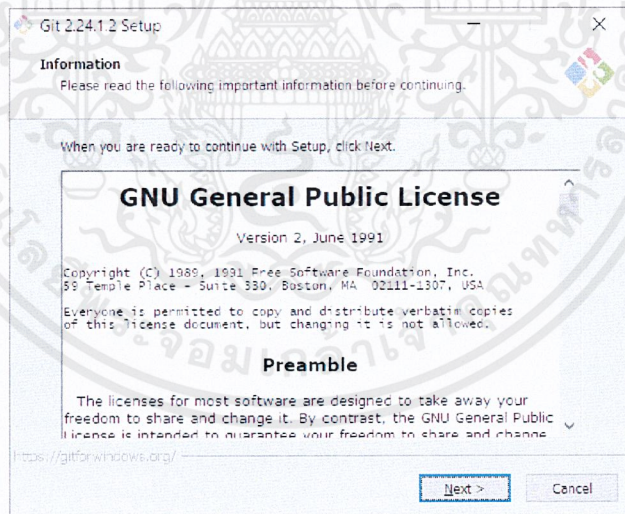 Git 2.24.1.2 Setup
Information
Please read the following important information before continuing.
When you are ready to continue with Setup, click Next.
GNU General Public License
Version 2, June 1991
Copyright (C) 1989, 1991 Free Software Foundation, Inc.
59 Temple Place - Suite 330, Boston, MA  02111-1307, USA
Everyone is permitted to copy and distribute verbatim copies
of this license document, but changing it is not allowed.
Preamble
The licenses for most software are designed to take away your
freedom to share and change it. By contrast, the GNU General Public
License is intended to guarantee your freedom to share and change
https://gitforwindows.org/
Next >
Cancel